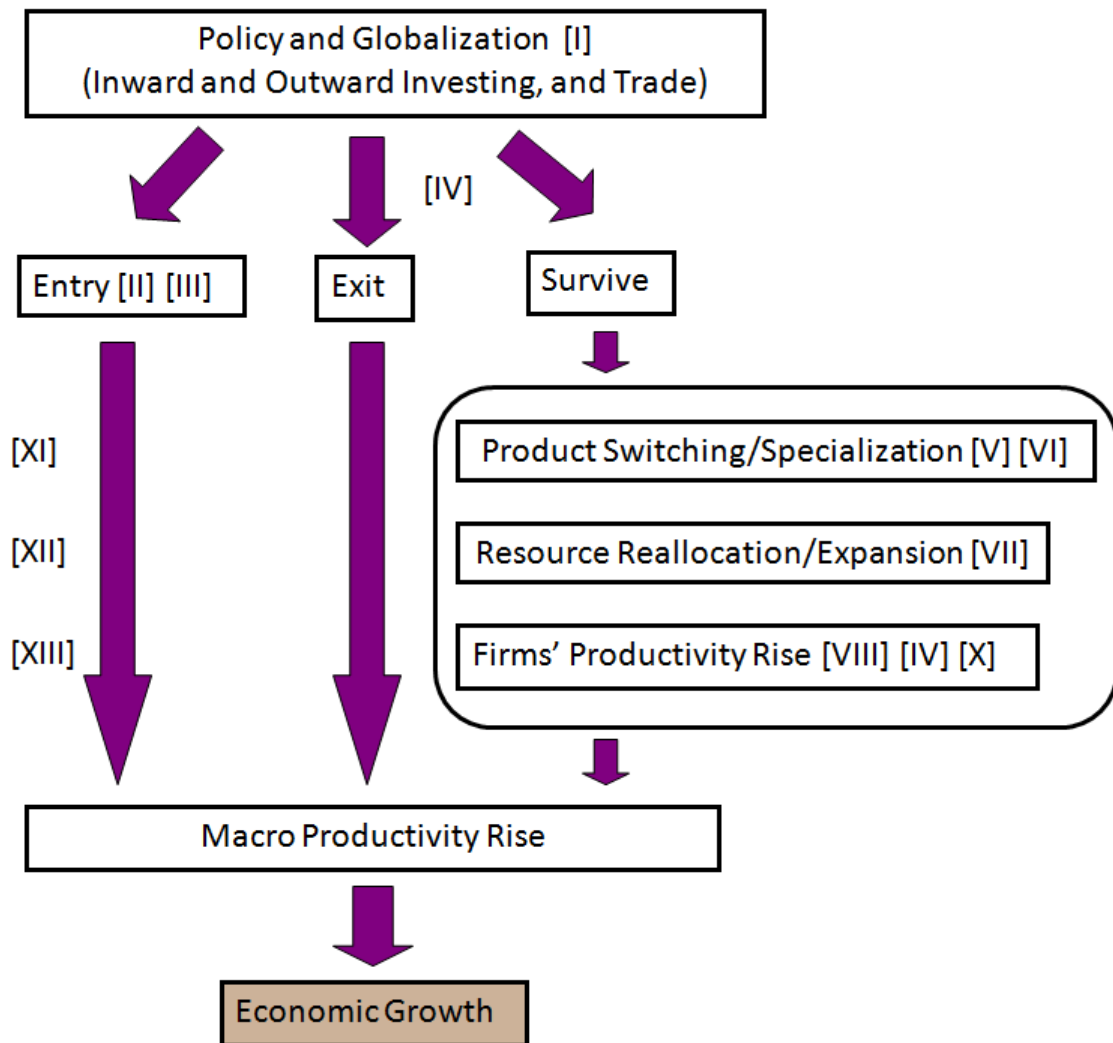 Policy and Globalization [I]
(Inward and Outward Investing, and Trade)
[IV]
Entry [II] [III]
Exit
Survive
[XI]
[XII]
[XIII]
Product Switching/Specialization [V] [VI]
Resource Reallocation/Expansion [VII]
Firms’ Productivity Rise [VIII] [IV] [X]
Macro Productivity Rise
Economic Growth